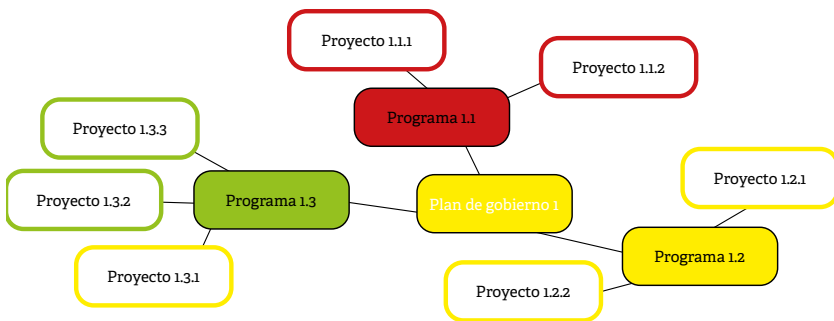 Proyecto 1.1.1
Proyecto 1.1.2
Programa 1.1
Proyecto 1.3.3
Proyecto 1.2.1
Proyecto 1.3.2
Programa 1.3
Plan de gobierno 1
Programa 1.2
Proyecto 1.3.1
Proyecto 1.2.2